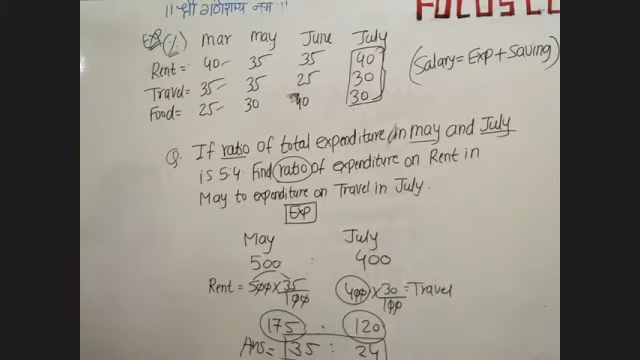 ॥ श्री गणेशाय नमः ॥
FOCUS
Exp (%) Mar May June July
Rent = 40 35 35 40
Travel = 35 35 25 30
Food = 25 30 40 30
(Salary = Exp + Saving)
Q. If ratio of total expenditure in may and July
is 5:4. Find ratio of expenditure on Rent in
May to expenditure on Travel in July.
Exp
May July
500 : 400
Rent = 500 × 35/100 400 × 30/100 = Travel
175 : 120
Ans = 35 : 24